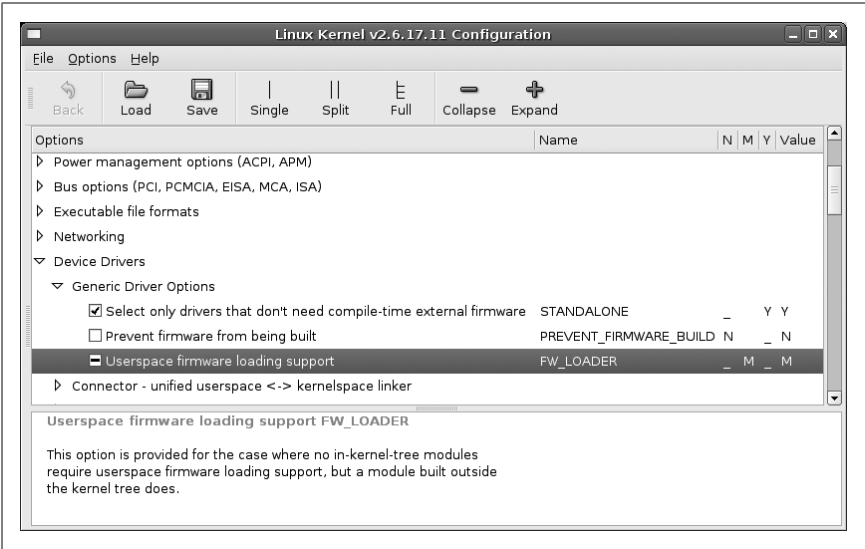 Linux Kernel v2.6.17.11 Configuration
File Options Help
Back Load Save Single Split Full Collapse Expand
Options Name N M Y Value
Power management options (ACPI, APM)
Bus options (PCI, PCMCIA, EISA, MCA, ISA)
Executable file formats
Networking
Device Drivers
Generic Driver Options
Select only drivers that don't need compile-time external firmware STANDALONE _ Y Y
Prevent firmware from being built PREVENT_FIRMWARE_BUILD N _ N
Userspace firmware loading support FW_LOADER _ M _ M
Connector - unified userspace <-> kernelspace linker
Userspace firmware loading support FW_LOADER
This option is provided for the case where no in-kernel-tree modules
require userspace firmware loading support, but a module built outside
the kernel tree does.